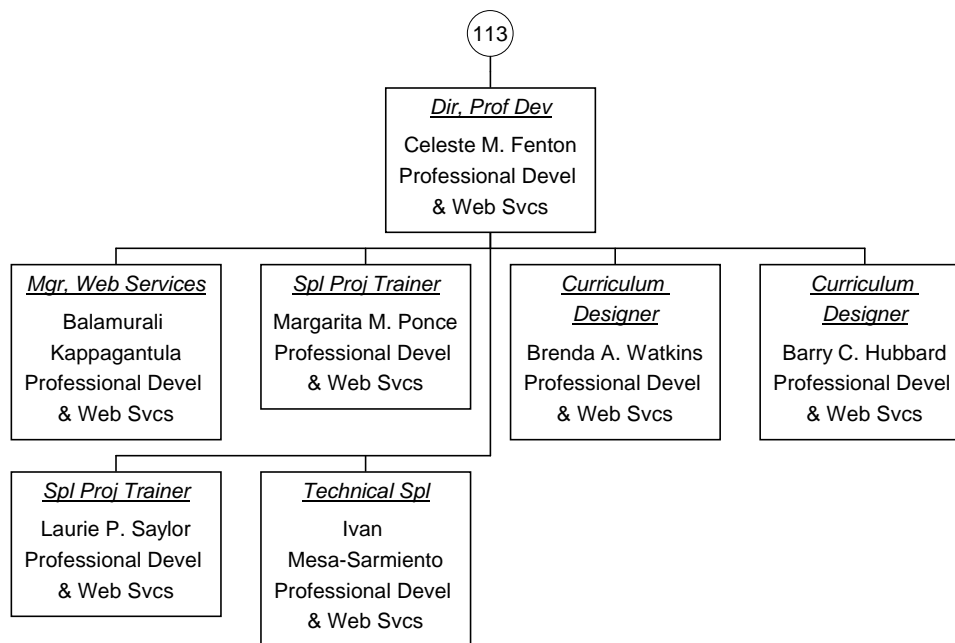 113
Dir, Prof Dev
Celeste M. Fenton
Professional Devel
& Web Svcs
Mgr, Web Services
Balamurali
Kappagantula
Professional Devel
& Web Svcs
Spl Proj Trainer
Margarita M. Ponce
Professional Devel
& Web Svcs
Curriculum
Designer
Brenda A. Watkins
Professional Devel
& Web Svcs
Curriculum
Designer
Barry C. Hubbard
Professional Devel
& Web Svcs
Spl Proj Trainer
Laurie P. Saylor
Professional Devel
& Web Svcs
Technical Spl
Ivan
Mesa-Sarmiento
Professional Devel
& Web Svcs